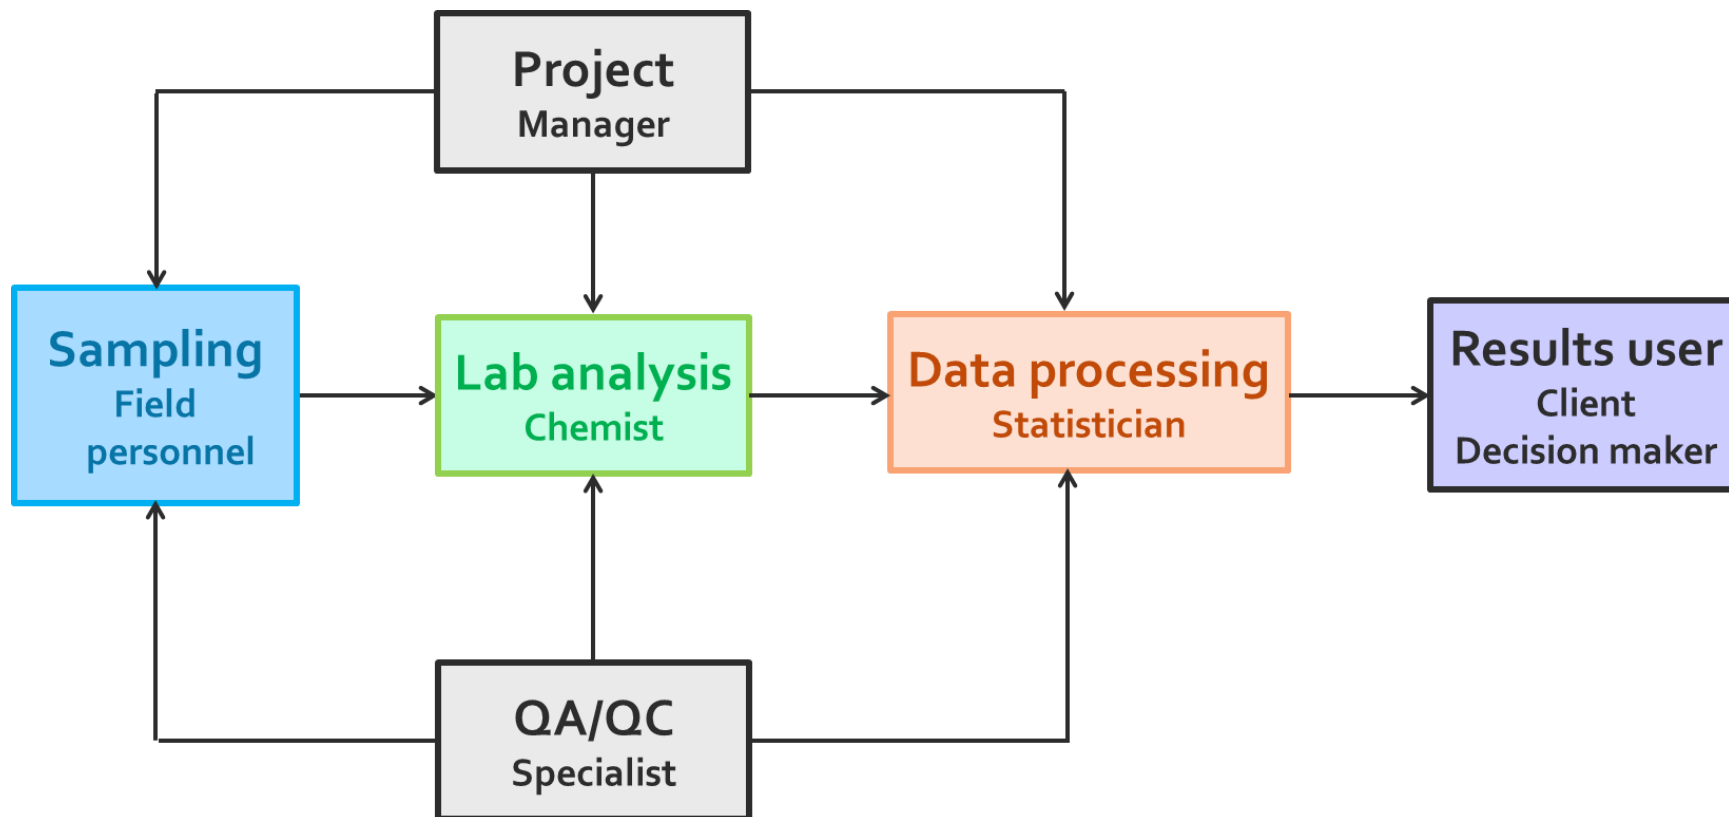 Project
Manager
Sampling
Field
personnel
Lab analysis
Chemist
Data processing
Statistician
Results user
Client
Decision maker
QA/QC
Specialist